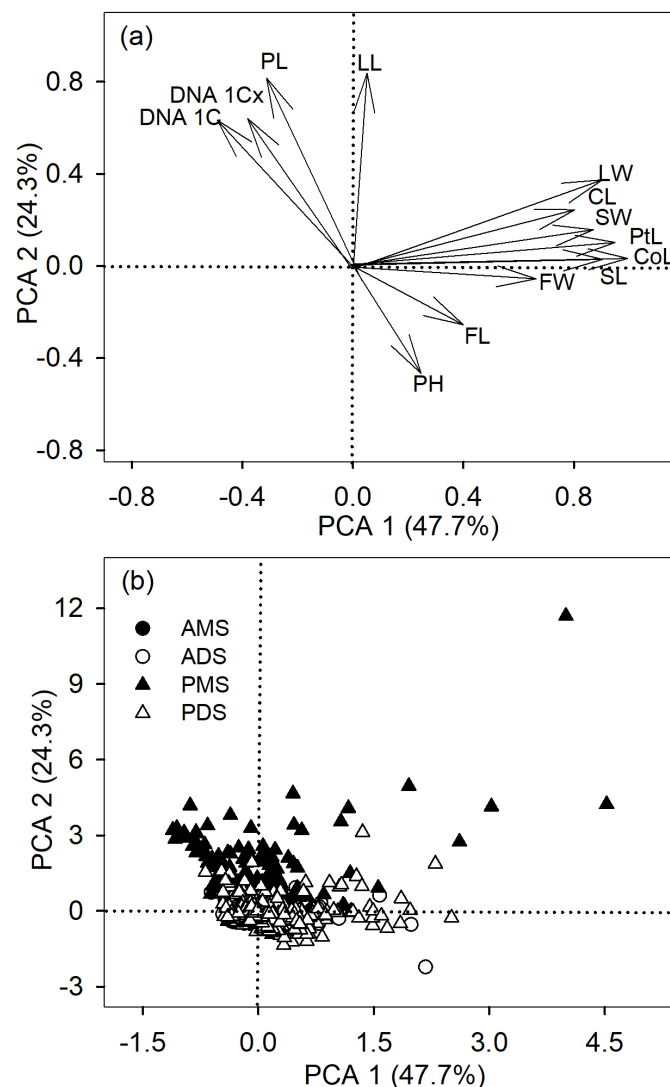 (a)
PL
LL
DNA 1Cx
DNA 1C
LW
CL
SW
PtL
CoL
SL
FW
FL
PH
0.8
0.4
0.0
-0.4
-0.8
PCA 2 (24.3%)
-0.8 -0.4 0.0 0.4 0.8
PCA 1 (47.7%)
(b)
AMS
ADS
PMS
PDS
12
9
6
3
0
-3
PCA 2 (24.3%)
-1.5 0.0 1.5 3.0 4.5
PCA 1 (47.7%)